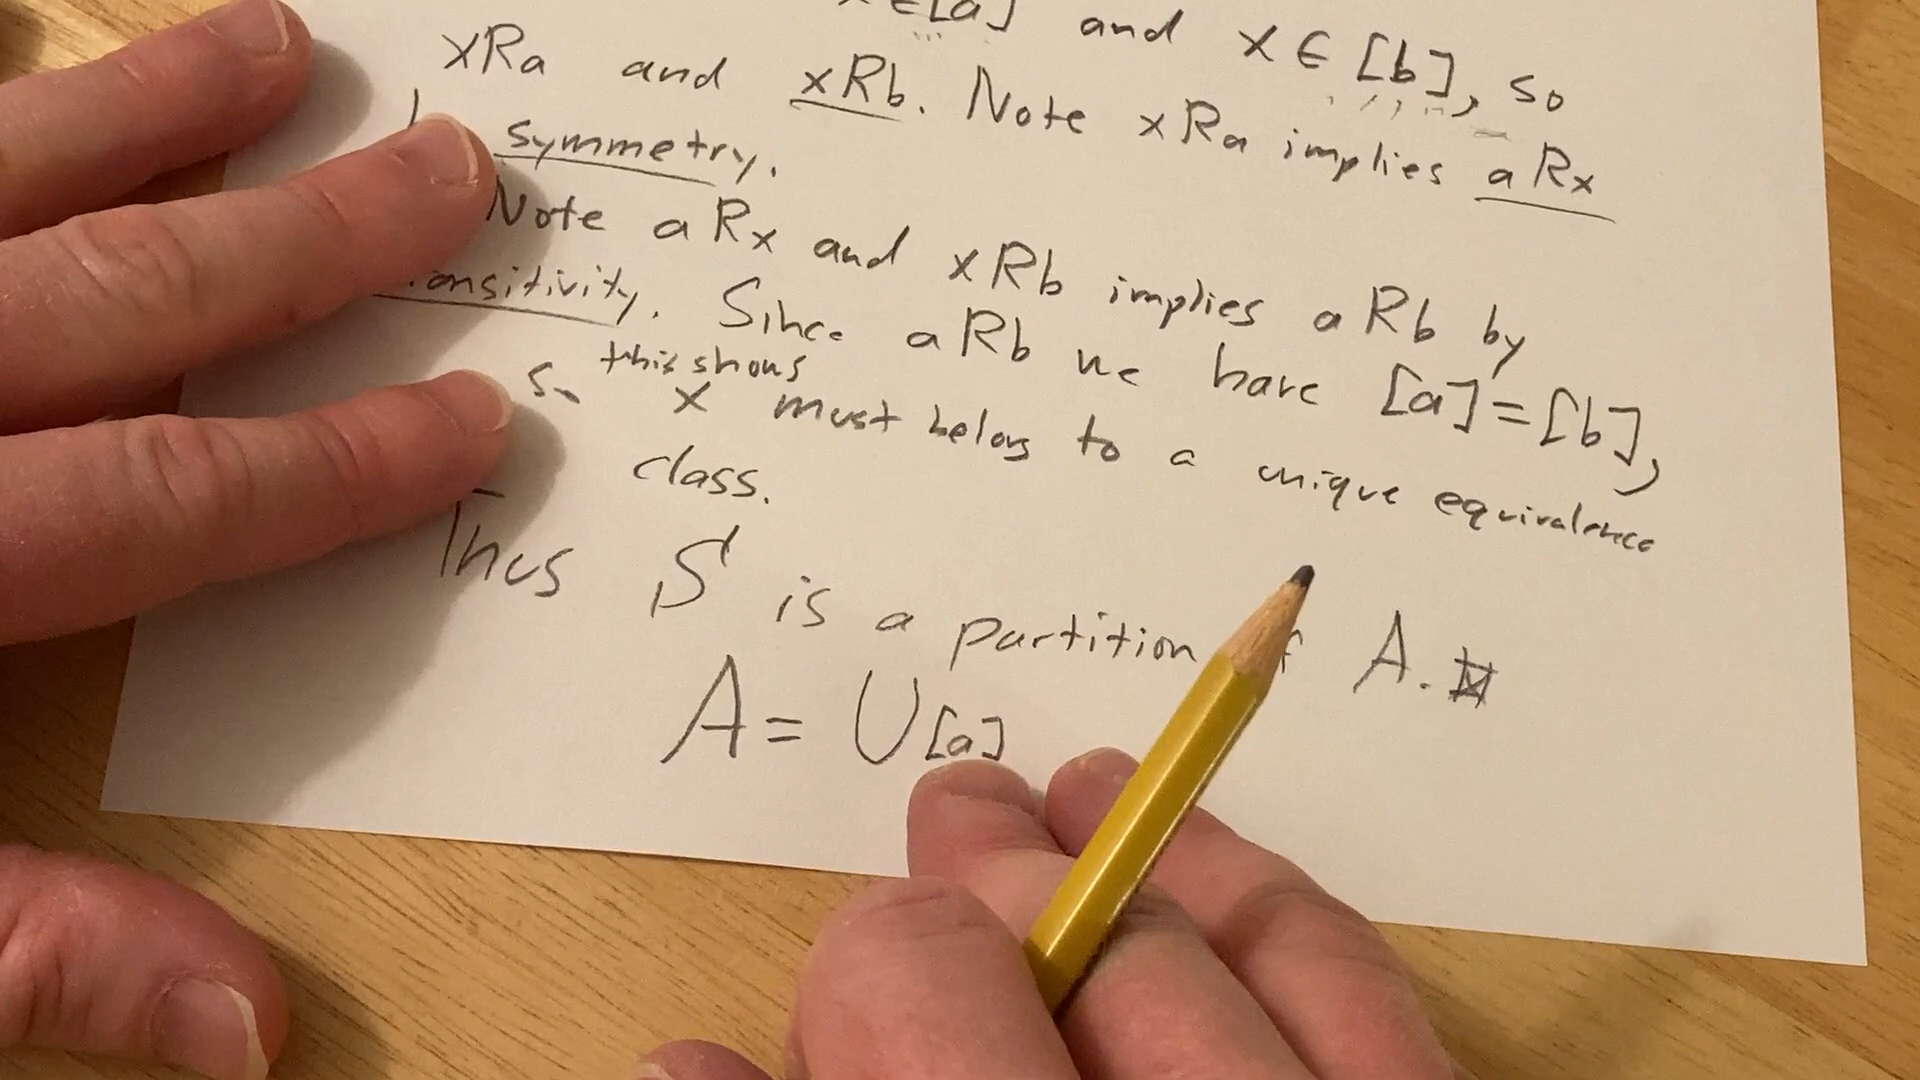 x ∈ [a] and x ∈ [b], so
xRa and xRb. Note xRa implies aRx
symmetry.
Note aRx and xRb implies aRb by
ansitivity. Since aRb we have [a]=[b],
so this shows x must belong to a unique equivalence
class.
Thus S is a partition A.
A = U[a]